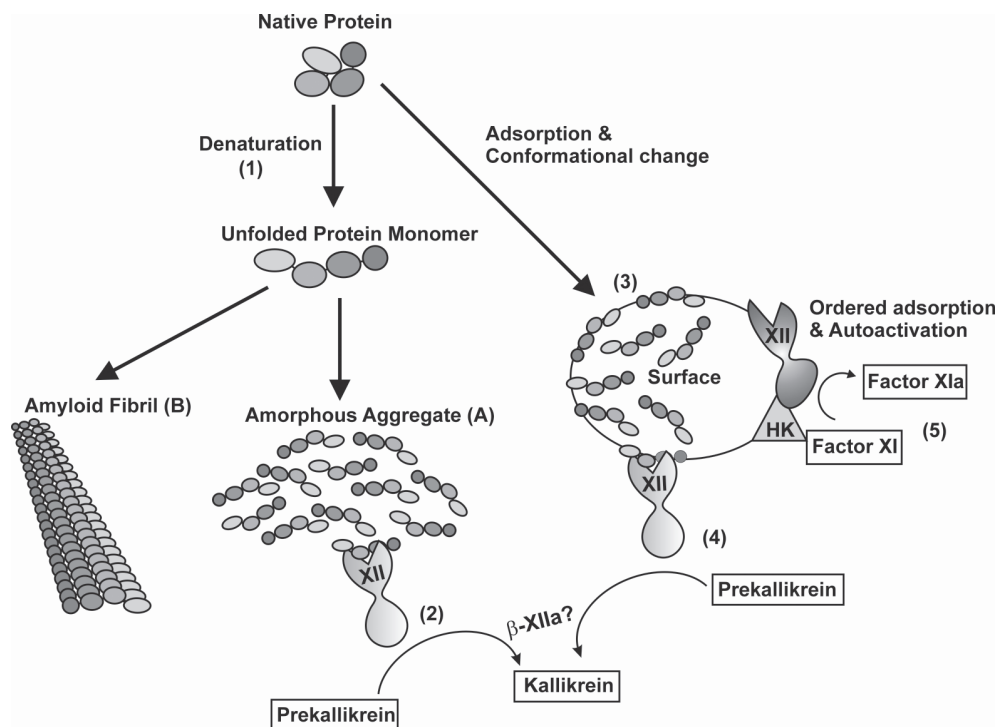 Native Protein
Denaturation
(1)
Adsorption &
Conformational change
Unfolded Protein Monomer
(3)
Ordered adsorption
& Autoactivation
XII
Surface
Factor XIa
Amyloid Fibril (B)
Amorphous Aggregate (A)
HK
Factor XI
(5)
XII
(4)
XII
(2)
Prekallikrein
β-XIIa?
Kallikrein
Prekallikrein